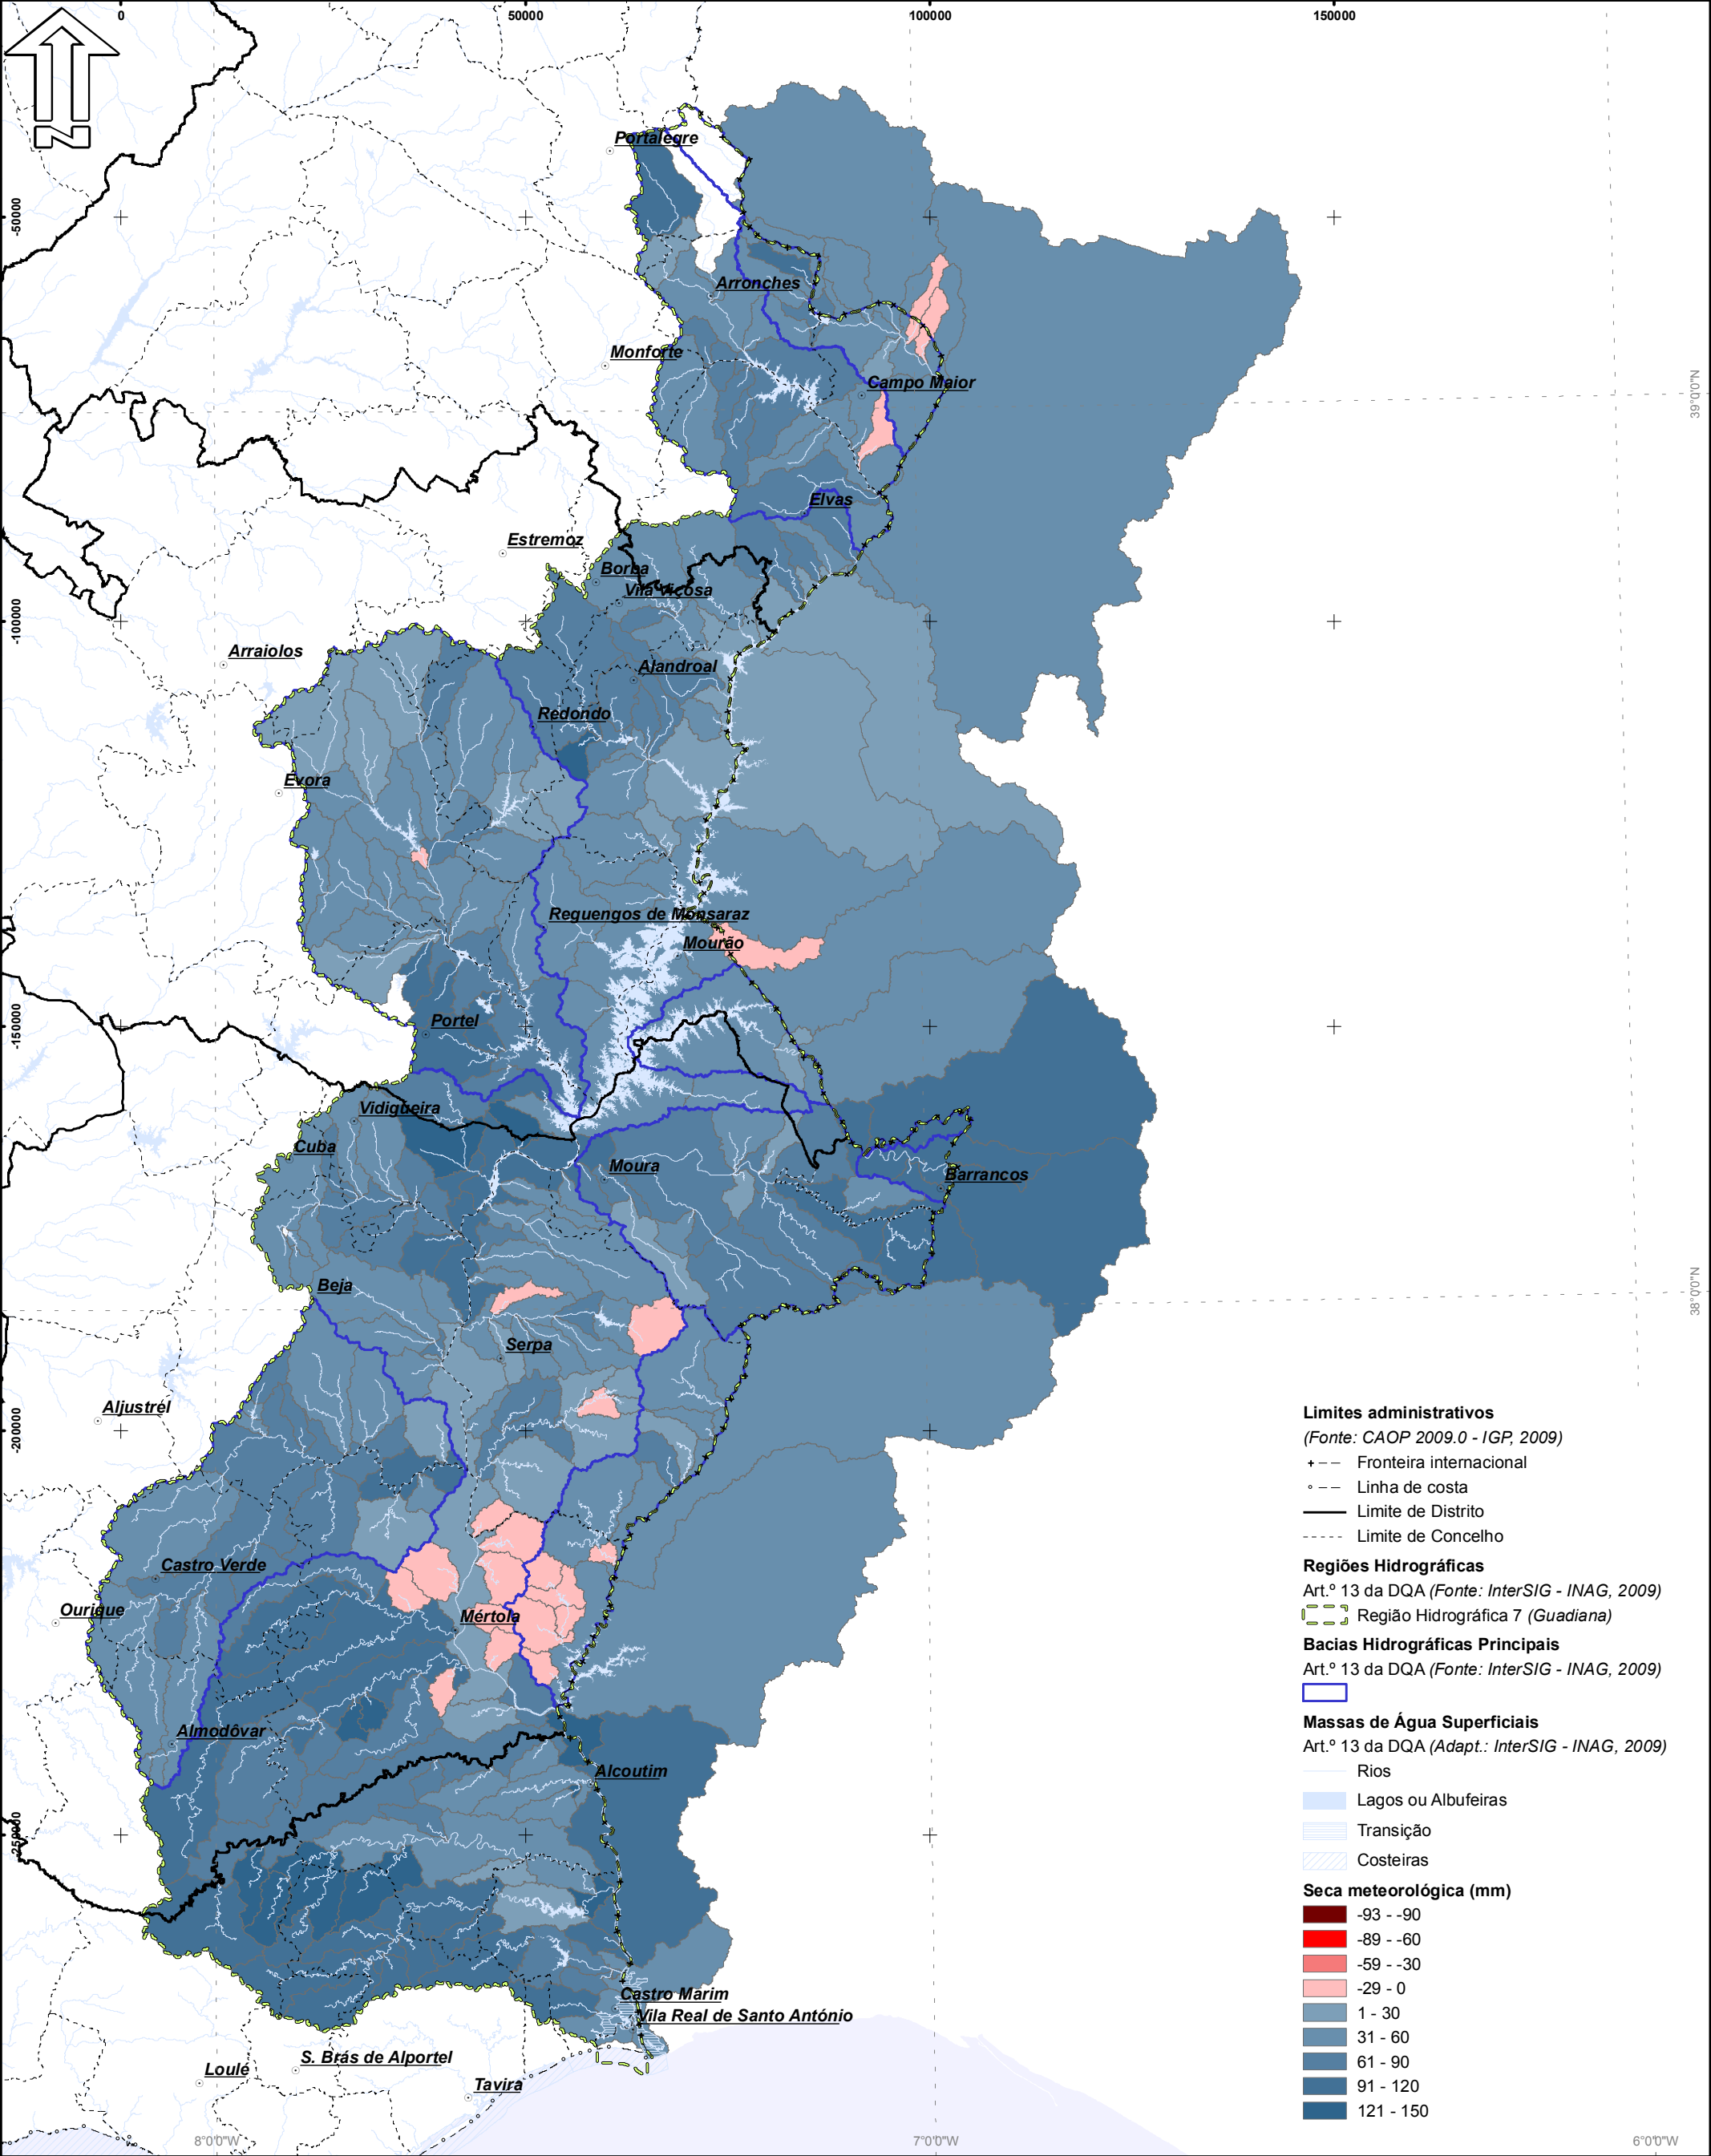 0
50000
100000
150000
N
Portalegre
-50000
Arronches
Monforte
Campo Maior
39°0'0"N
Elvas
Estremoz
Borba
Vila Viçosa
-100000
Arraiolos
Alandroal
Redondo
Évora
Reguengos de Monsaraz
Mourão
-150000
Portel
Vidigueira
Cuba
Moura
Barrancos
Beja
38°0'0"N
Serpa
Aljustrel
-200000
Castro Verde
Ourique
Mértola
Almodôvar
Alcoutim
-250000
Castro Marim
Vila Real de Santo António
S. Brás de Alportel
Loulé
Tavira
8°0'0"W
7°0'0"W
6°0'0"W
Limites administrativos
(Fonte: CAOP 2009.0 - IGP, 2009)
Fronteira internacional
Linha de costa
Limite de Distrito
Limite de Concelho
Regiões Hidrográficas
Art.º 13 da DQA (Fonte: InterSIG - INAG, 2009)
Região Hidrográfica 7 (Guadiana)
Bacias Hidrográficas Principais
Art.º 13 da DQA (Fonte: InterSIG - INAG, 2009)
Massas de Água Superficiais
Art.º 13 da DQA (Adapt.: InterSIG - INAG, 2009)
Rios
Lagos ou Albufeiras
Transição
Costeiras
Seca meteorológica (mm)
-93 - -90
-89 - -60
-59 - -30
-29 - 0
1 - 30
31 - 60
61 - 90
91 - 120
121 - 150